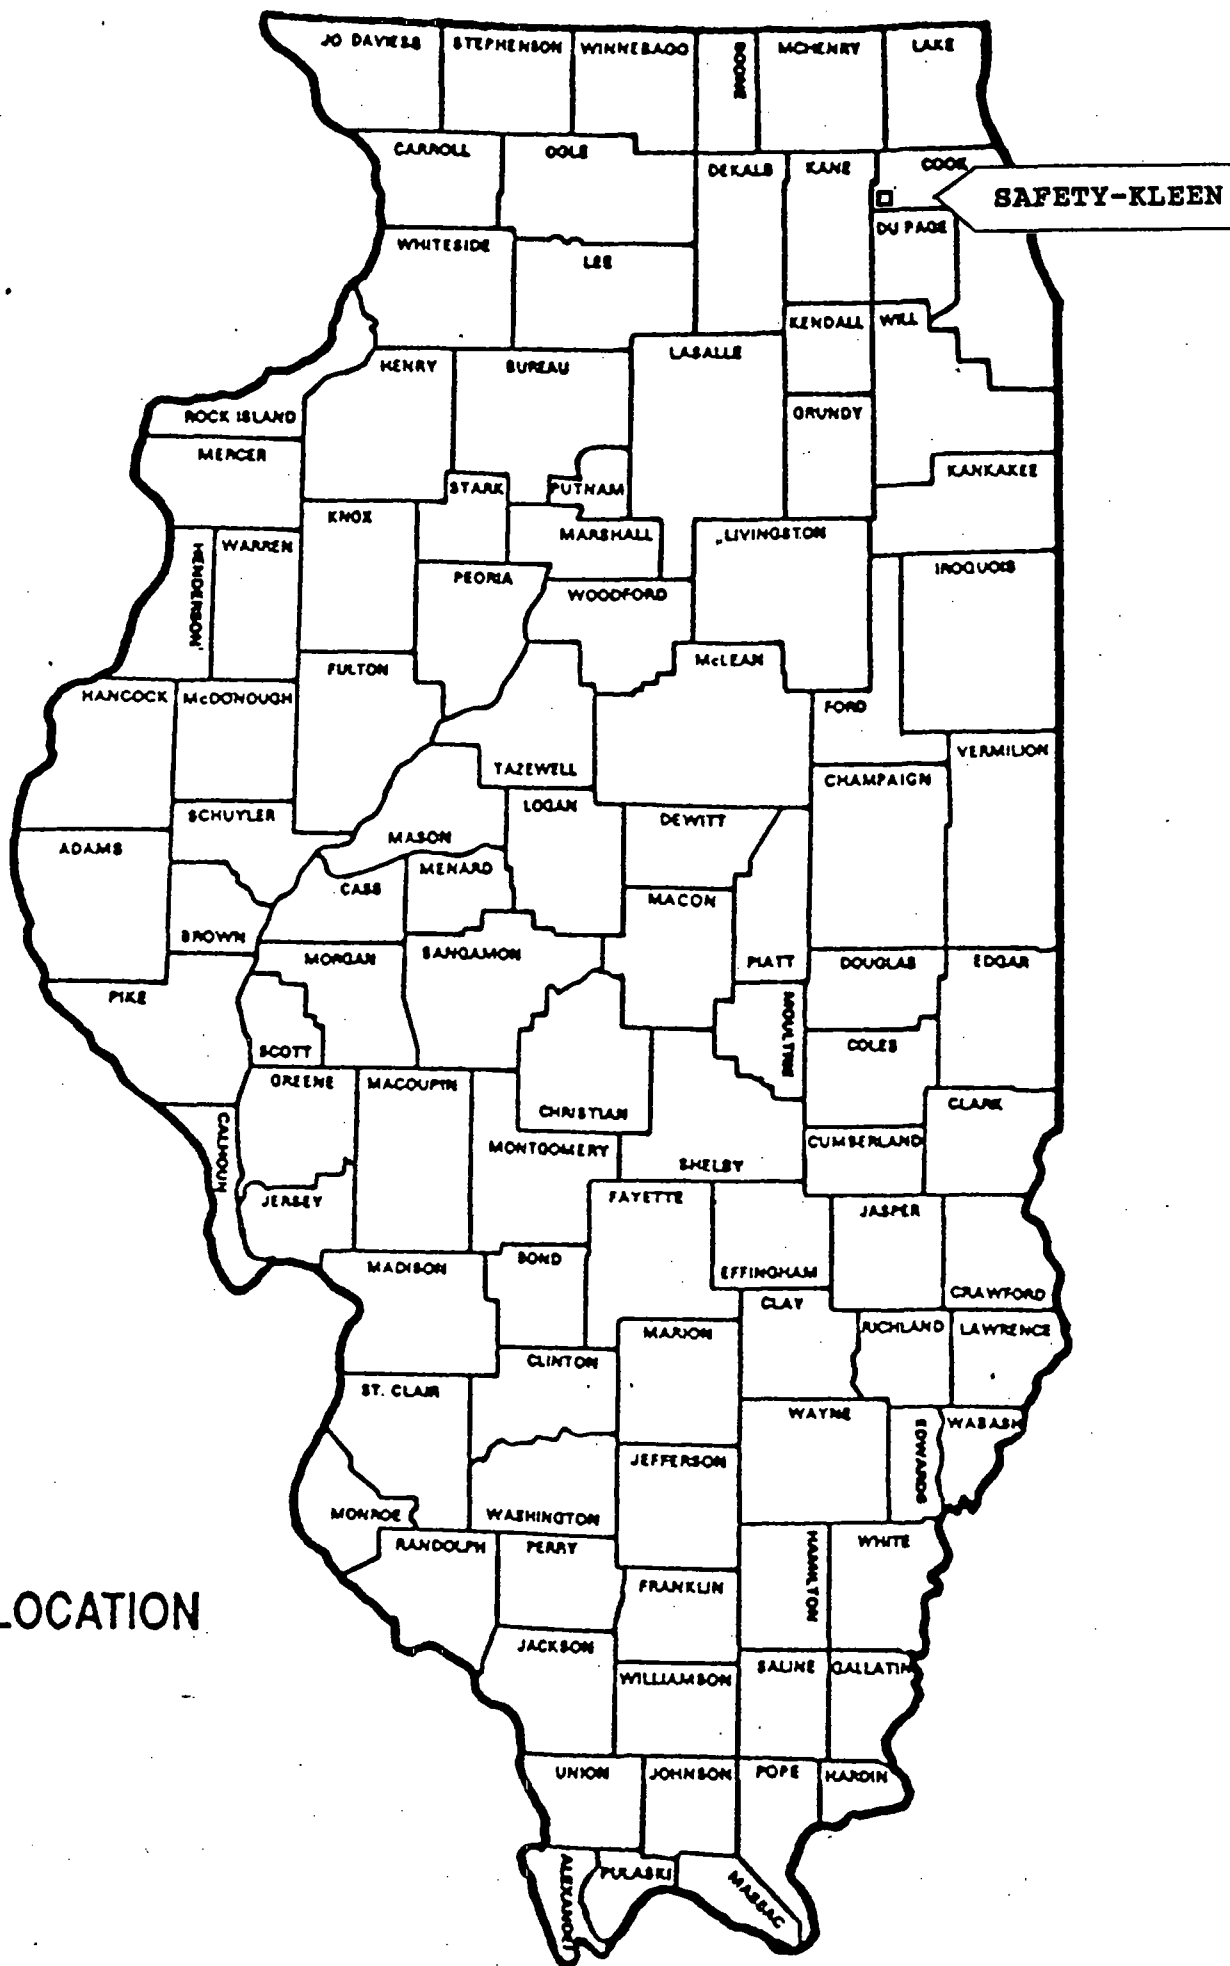 JO DAVIESS
STEPHENSON
WINNEBAGO
BOONE
MCHENRY
LAKE
CARROLL
OGLE
DEKALB
KANE
COOK
SAFETY-KLEEN
DU PAGE
WHITESIDE
LEE
KENDALL
WILL
LASALLE
HENRY
BUREAU
ROCK ISLAND
GRUNDY
MERCER
KANKAKEE
STARK
PUTNAM
KNOX
MARSHALL
LIVINGSTON
HENDERSON
WARREN
PEORIA
WOODFORD
IROQUOIS
FULTON
McLEAN
HANCOCK
McDONOUGH
FORD
TAZEWELL
VERMILION
CHAMPAIGN
SCHUYLER
LOGAN
DEWITT
ADAMS
MASON
CASS
MENARD
MACON
BROWN
MORGAN
SANGAMON
PIATT
DOUGLAS
EDGAR
PIKE
MOULTRIE
SCOTT
COLES
GREENE
MACOUPIN
CHRISTIAN
CLARK
CALHOUN
MONTGOMERY
SHELBY
CUMBERLAND
JERSEY
FAYETTE
JASPER
MADISON
BOND
EFFINGHAM
CRAWFORD
CLAY
MARION
RICHLAND
LAWRENCE
CLINTON
ST. CLAIR
WAYNE
EDWARDS
WABASH
JEFFERSON
MONROE
WASHINGTON
RANDOLPH
PERRY
HAMILTON
WHITE
FRANKLIN
LOCATION
JACKSON
WILLIAMSON
SALINE
GALLATIN
UNION
JOHNSON
POPE
HARDIN
ALEXANDER
PULASKI
MASSAC